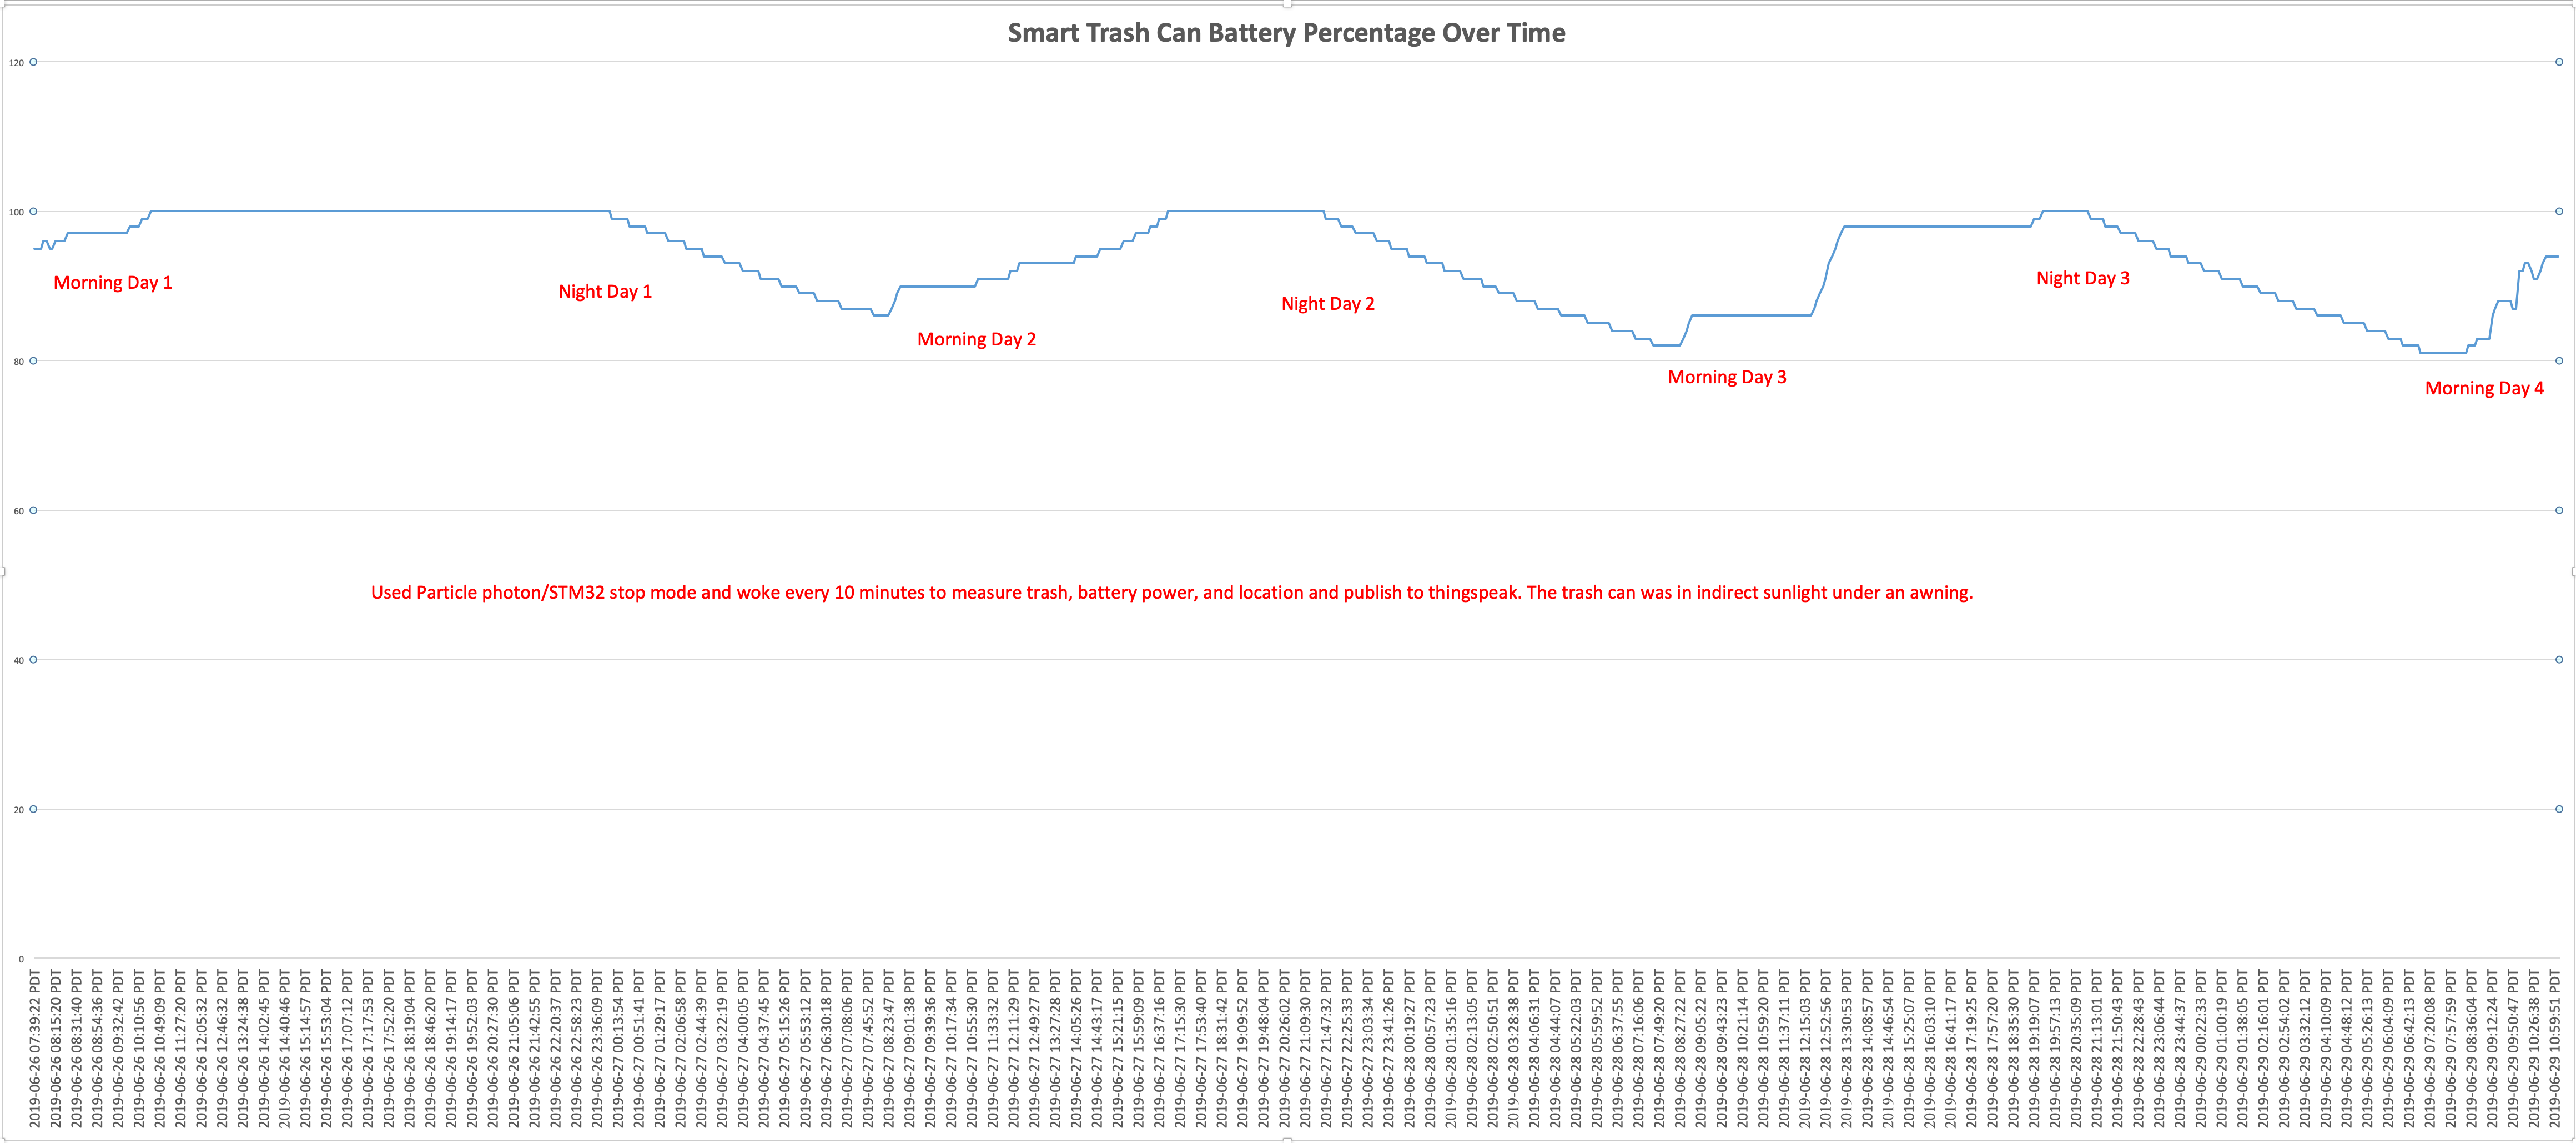 Smart Trash Can Battery Percentage Over Time
120
100
80
60
40
20
0
Morning Day 1
Night Day 1
Morning Day 2
Night Day 2
Morning Day 3
Night Day 3
Morning Day 4
Used Particle photon/STM32 stop mode and woke every 10 minutes to measure trash, battery power, and location and publish to thingspeak. The trash can was in indirect sunlight under an awning.
2019-06-26 07:39:22 PDT
2019-06-26 08:15:20 PDT
2019-06-26 08:31:40 PDT
2019-06-26 08:54:36 PDT
2019-06-26 09:32:42 PDT
2019-06-26 10:10:56 PDT
2019-06-26 10:49:09 PDT
2019-06-26 11:27:20 PDT
2019-06-26 12:05:32 PDT
2019-06-26 12:46:32 PDT
2019-06-26 13:24:38 PDT
2019-06-26 14:02:45 PDT
2019-06-26 14:40:46 PDT
2019-06-26 15:14:57 PDT
2019-06-26 15:53:04 PDT
2019-06-26 17:07:12 PDT
2019-06-26 17:17:53 PDT
2019-06-26 17:52:20 PDT
2019-06-26 18:19:04 PDT
2019-06-26 18:46:20 PDT
2019-06-26 19:14:17 PDT
2019-06-26 19:52:03 PDT
2019-06-26 20:27:30 PDT
2019-06-26 21:05:06 PDT
2019-06-26 21:42:55 PDT
2019-06-26 22:20:37 PDT
2019-06-26 22:58:23 PDT
2019-06-26 23:36:09 PDT
2019-06-27 00:13:54 PDT
2019-06-27 00:51:41 PDT
2019-06-27 01:29:17 PDT
2019-06-27 02:06:58 PDT
2019-06-27 02:44:39 PDT
2019-06-27 03:22:19 PDT
2019-06-27 04:00:05 PDT
2019-06-27 04:37:45 PDT
2019-06-27 05:15:26 PDT
2019-06-27 05:53:12 PDT
2019-06-27 06:30:18 PDT
2019-06-27 07:08:06 PDT
2019-06-27 07:45:52 PDT
2019-06-27 08:23:47 PDT
2019-06-27 09:01:38 PDT
2019-06-27 09:39:36 PDT
2019-06-27 10:17:34 PDT
2019-06-27 10:55:30 PDT
2019-06-27 11:33:32 PDT
2019-06-27 12:11:29 PDT
2019-06-27 12:49:27 PDT
2019-06-27 13:27:28 PDT
2019-06-27 14:05:26 PDT
2019-06-27 14:43:17 PDT
2019-06-27 15:21:15 PDT
2019-06-27 15:59:09 PDT
2019-06-27 16:37:16 PDT
2019-06-27 17:15:30 PDT
2019-06-27 17:53:40 PDT
2019-06-27 18:31:42 PDT
2019-06-27 19:09:52 PDT
2019-06-27 19:48:04 PDT
2019-06-27 20:26:02 PDT
2019-06-27 21:09:30 PDT
2019-06-27 21:47:32 PDT
2019-06-27 22:25:33 PDT
2019-06-27 23:03:34 PDT
2019-06-27 23:41:26 PDT
2019-06-28 00:19:27 PDT
2019-06-28 00:57:23 PDT
2019-06-28 01:35:16 PDT
2019-06-28 02:13:05 PDT
2019-06-28 02:50:51 PDT
2019-06-28 03:28:38 PDT
2019-06-28 04:06:31 PDT
2019-06-28 04:44:07 PDT
2019-06-28 05:22:03 PDT
2019-06-28 05:59:52 PDT
2019-06-28 06:37:55 PDT
2019-06-28 07:16:06 PDT
2019-06-28 07:49:20 PDT
2019-06-28 08:27:22 PDT
2019-06-28 09:05:22 PDT
2019-06-28 09:43:23 PDT
2019-06-28 10:21:14 PDT
2019-06-28 10:59:20 PDT
2019-06-28 11:37:11 PDT
2019-06-28 12:15:03 PDT
2019-06-28 12:52:56 PDT
2019-06-28 13:30:53 PDT
2019-06-28 14:08:57 PDT
2019-06-28 14:46:54 PDT
2019-06-28 15:25:07 PDT
2019-06-28 16:03:10 PDT
2019-06-28 16:41:17 PDT
2019-06-28 17:19:25 PDT
2019-06-28 17:57:20 PDT
2019-06-28 18:35:30 PDT
2019-06-28 19:19:07 PDT
2019-06-28 19:57:13 PDT
2019-06-28 20:35:09 PDT
2019-06-28 21:13:01 PDT
2019-06-28 21:50:43 PDT
2019-06-28 22:28:43 PDT
2019-06-28 23:06:44 PDT
2019-06-28 23:44:37 PDT
2019-06-29 00:22:33 PDT
2019-06-29 01:00:19 PDT
2019-06-29 01:38:05 PDT
2019-06-29 02:16:01 PDT
2019-06-29 02:54:02 PDT
2019-06-29 03:32:12 PDT
2019-06-29 04:10:09 PDT
2019-06-29 04:48:12 PDT
2019-06-29 05:26:13 PDT
2019-06-29 06:04:09 PDT
2019-06-29 06:42:13 PDT
2019-06-29 07:20:08 PDT
2019-06-29 07:57:59 PDT
2019-06-29 08:36:04 PDT
2019-06-29 09:12:24 PDT
2019-06-29 09:50:47 PDT
2019-06-29 10:26:38 PDT
2019-06-29 10:59:51 PDT